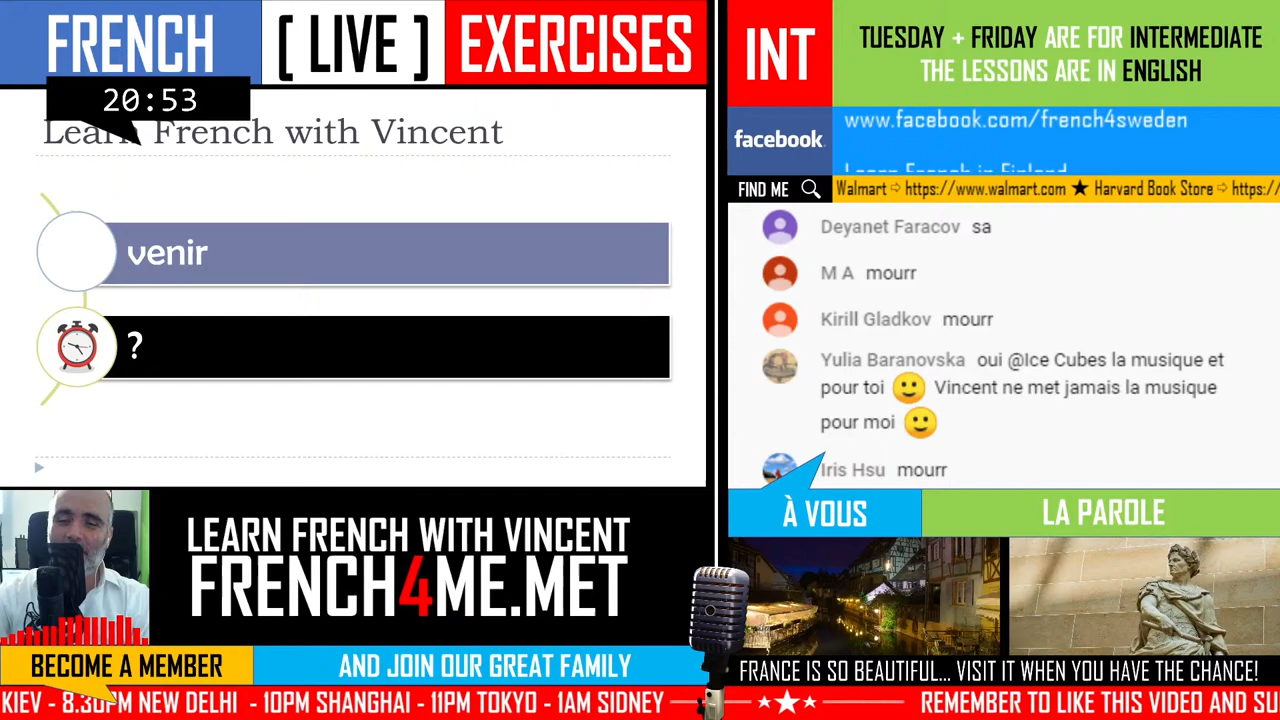 FRENCH [ LIVE ] EXERCISES
20:53
Learn French with Vincent
venir
?
LEARN FRENCH WITH VINCENT
FRENCH4ME.MET
BECOME A MEMBER
AND JOIN OUR GREAT FAMILY
INT
TUESDAY + FRIDAY ARE FOR INTERMEDIATE
THE LESSONS ARE IN ENGLISH
facebook
www.facebook.com/french4sweden
Learn French in Finland
FIND ME
Walmart ⇨ https://www.walmart.com ★ Harvard Book Store ⇨ https:/
Deyanet Faracov sa
M A mourr
Kirill Gladkov mourr
Yulia Baranovska oui @Ice Cubes la musique et
pour toi 🙂 Vincent ne met jamais la musique
pour moi 🙂
Iris Hsu mourr
À VOUS
LA PAROLE
FRANCE IS SO BEAUTIFUL... VISIT IT WHEN YOU HAVE THE CHANCE!
KIEV - 8.30PM NEW DELHI - 10PM SHANGHAI - 11PM TOKYO - 1AM SIDNEY ★ REMEMBER TO LIKE THIS VIDEO AND SU